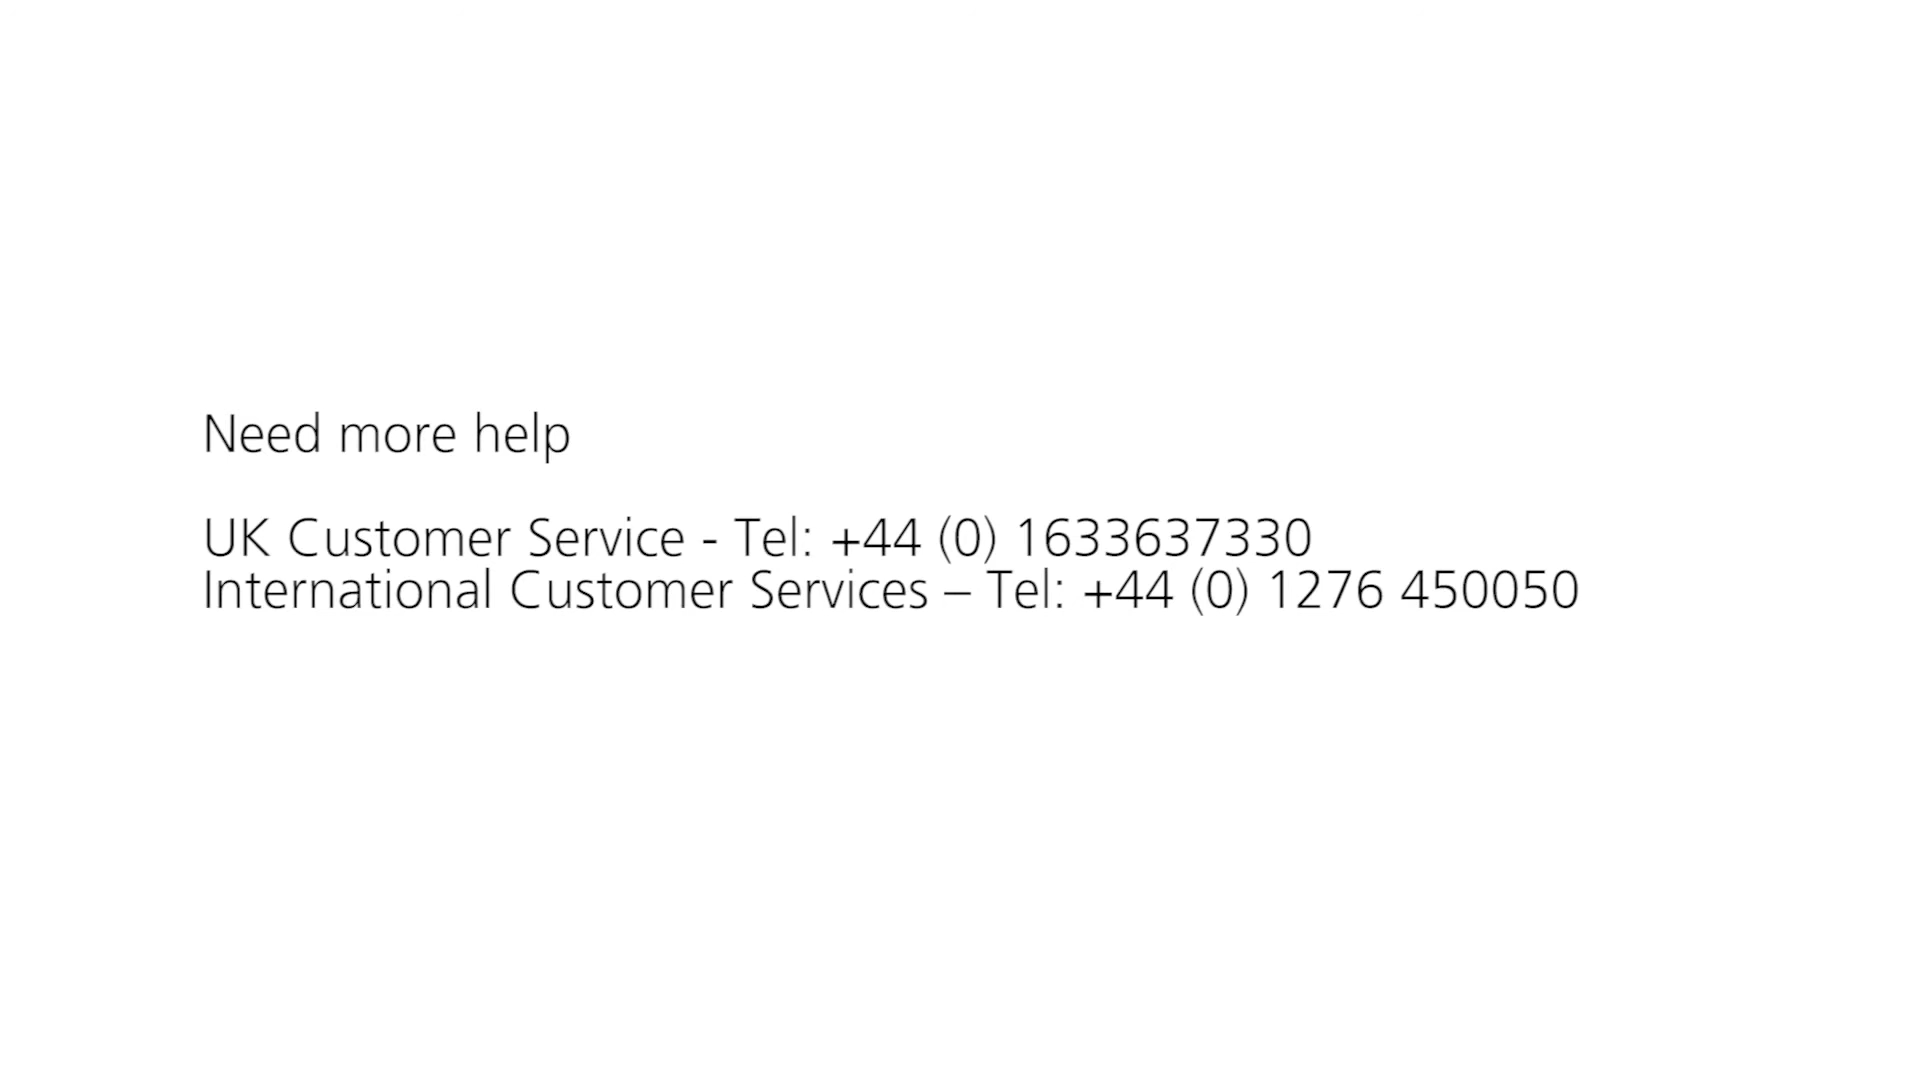 Need more help
UK Customer Service - Tel: +44 (0) 1633637330
International Customer Services – Tel: +44 (0) 1276 450050